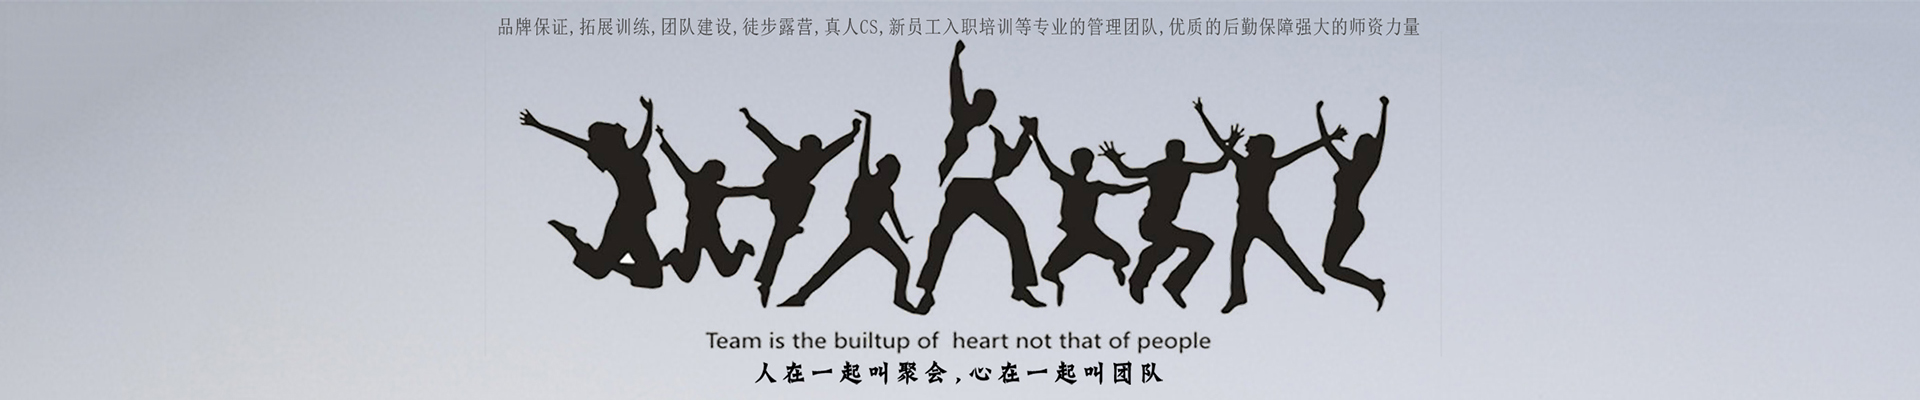 品牌保证,拓展训练,团队建设,徒步露营,真人CS,新员工入职培训等专业的管理团队,优质的后勤保障强大的师资力量
Team is the builtup of heart not that of people
人在一起叫聚会,心在一起叫团队